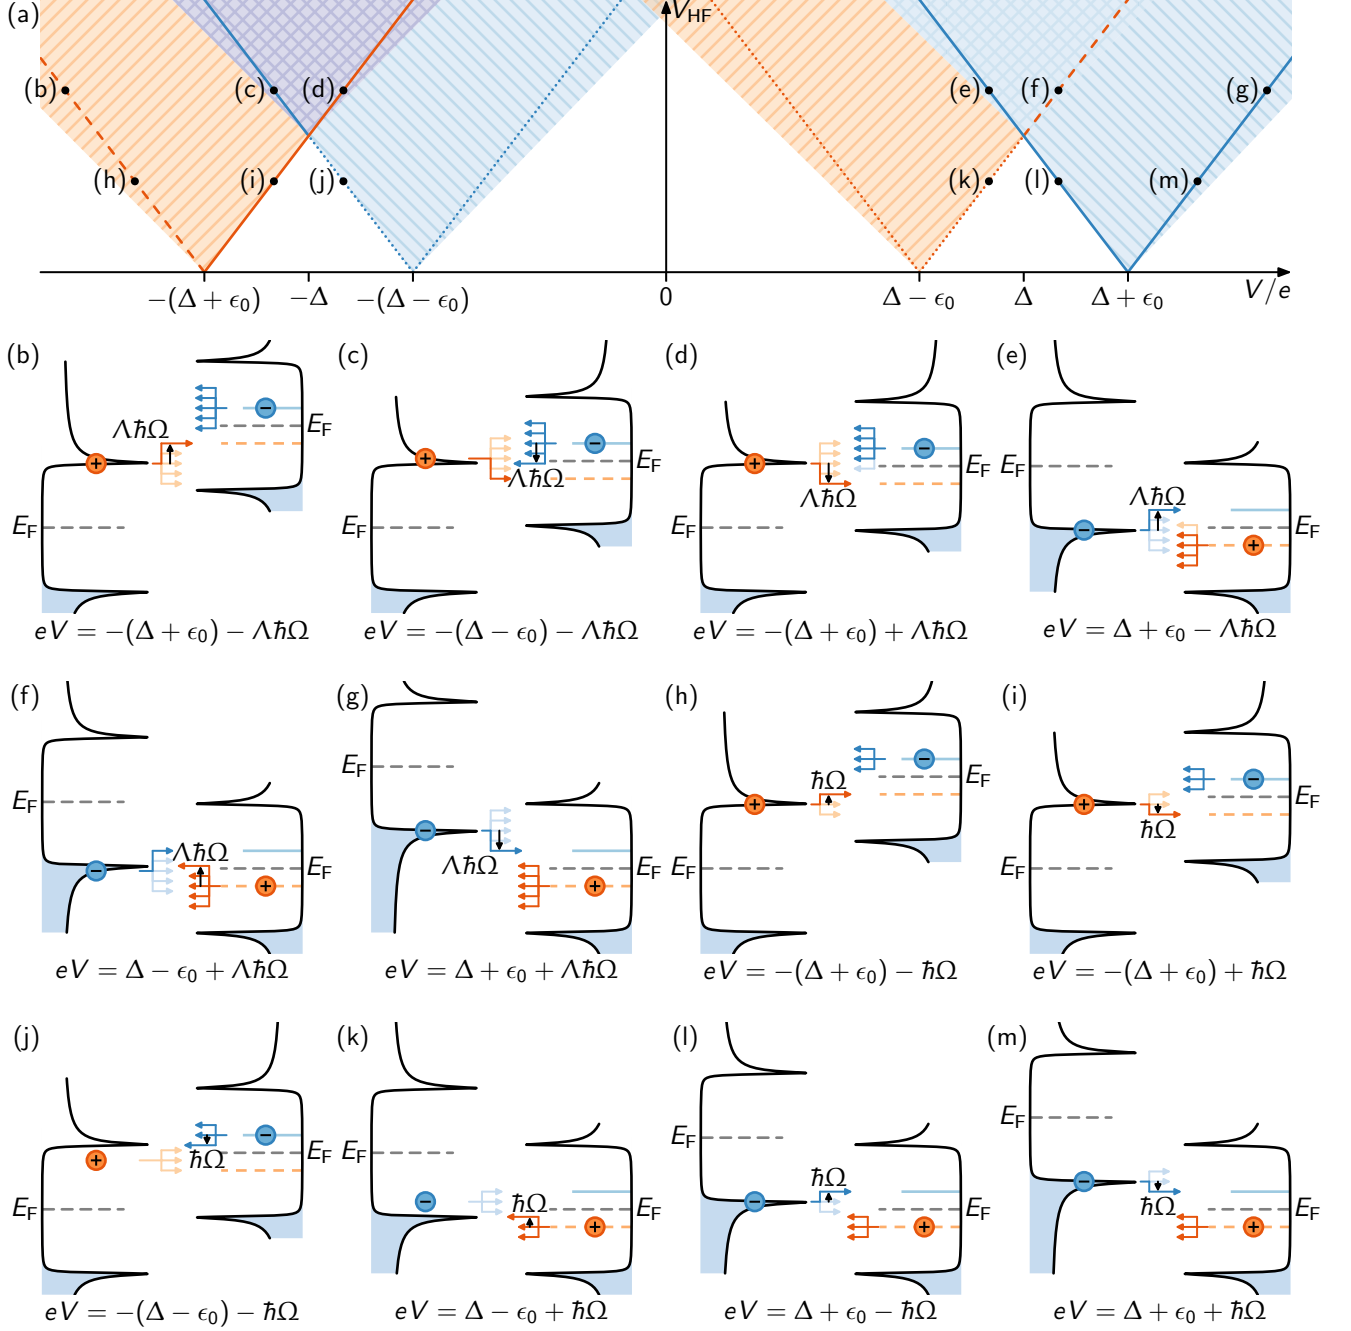 (a)
V_HF
(b) (c) (d) (e) (f) (g)
(h) (i) (j) (k) (l) (m)
−(Δ + ϵ₀) −Δ −(Δ − ϵ₀) 0 Δ − ϵ₀ Δ Δ + ϵ₀ V/e
(b) ΛℏΩ + − E_F E_F
eV = −(Δ + ϵ₀) − ΛℏΩ
(c) ΛℏΩ + − E_F E_F
eV = −(Δ − ϵ₀) − ΛℏΩ
(d) ΛℏΩ + − E_F E_F
eV = −(Δ + ϵ₀) + ΛℏΩ
(e) E_F ΛℏΩ − + E_F
eV = Δ + ϵ₀ − ΛℏΩ
(f) E_F ΛℏΩ − + E_F
eV = Δ − ϵ₀ + ΛℏΩ
(g) E_F − ΛℏΩ + E_F
eV = Δ + ϵ₀ + ΛℏΩ
(h) ℏΩ + − E_F E_F
eV = −(Δ + ϵ₀) − ℏΩ
(i) + − ℏΩ E_F E_F
eV = −(Δ + ϵ₀) + ℏΩ
(j) + − ℏΩ E_F E_F
eV = −(Δ − ϵ₀) − ℏΩ
(k) E_F − ℏΩ + E_F
eV = Δ − ϵ₀ + ℏΩ
(l) E_F ℏΩ − + E_F
eV = Δ + ϵ₀ − ℏΩ
(m) E_F − ℏΩ + E_F
eV = Δ + ϵ₀ + ℏΩ